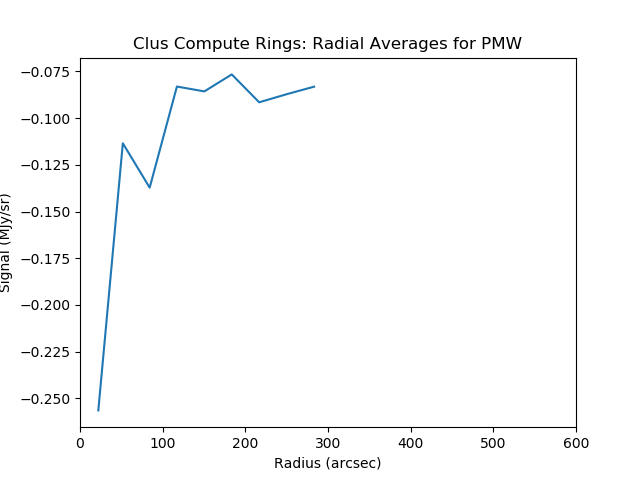 Clus Compute Rings: Radial Averages for PMW
−0.075
−0.100
−0.125
−0.150
−0.175
−0.200
−0.225
−0.250
Signal (MJy/sr)
0 100 200 300 400 500 600
Radius (arcsec)